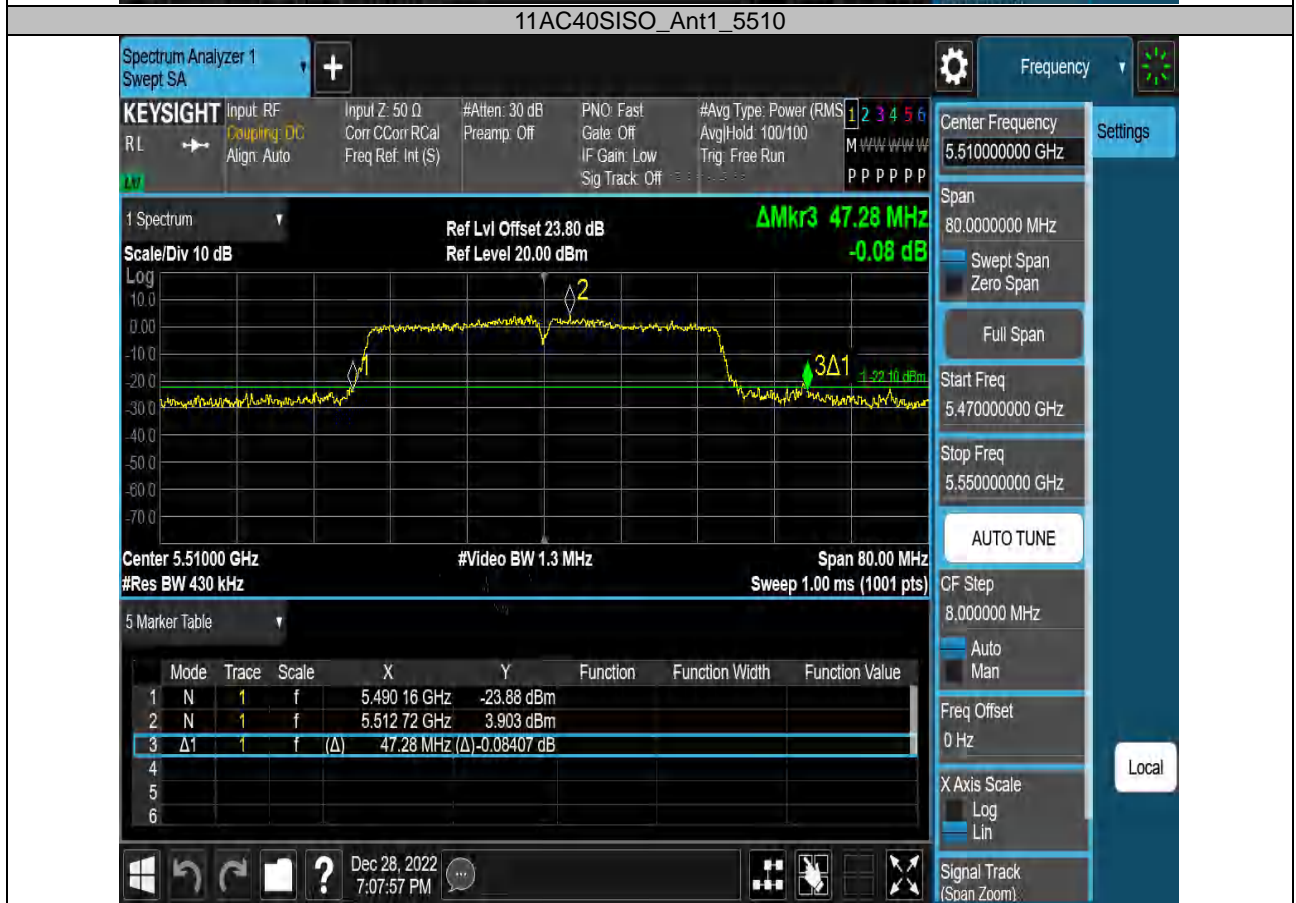 11AC40SISO_Ant1_5510
Spectrum Analyzer 1
Swept SA
Frequency
KEYSIGHT
Input: RF
Input Z: 50 Ω
#Atten: 30 dB
PNO: Fast
#Avg Type: Power (RMS
1 2 3 4 5 6
RL
Coupling: DC
Corr CCorr RCal
Preamp: Off
Gate: Off
Avg|Hold: 100/100
M W W W W W
Align: Auto
Freq Ref: Int (S)
IF Gain: Low
Trig: Free Run
Sig Track: Off
P P P P P P
Settings
Center Frequency
5.510000000 GHz
Span
80.0000000 MHz
Swept Span
Zero Span
Full Span
Start Freq
5.470000000 GHz
Stop Freq
5.550000000 GHz
AUTO TUNE
CF Step
8.000000 MHz
Auto
Man
Freq Offset
0 Hz
X Axis Scale
Log
Lin
Signal Track
(Span Zoom)
Local
1 Spectrum
Ref Lvl Offset 23.80 dB
ΔMkr3 47.28 MHz
Scale/Div 10 dB
Ref Level 20.00 dBm
-0.08 dB
Log
10.0
0.00
-10.0
-20.0
-30.0
-40.0
-50.0
-60.0
-70.0
2
1
3Δ1
1 -22.10 dBm
Center 5.51000 GHz
#Video BW 1.3 MHz
Span 80.00 MHz
#Res BW 430 kHz
Sweep 1.00 ms (1001 pts)
5 Marker Table
Mode Trace Scale X Y Function Function Width Function Value
1 N 1 f 5.490 16 GHz -23.88 dBm
2 N 1 f 5.512 72 GHz 3.903 dBm
3 Δ1 1 f (Δ) 47.28 MHz (Δ) -0.08407 dB
4
5
6
?
Dec 28, 2022
7:07:57 PM